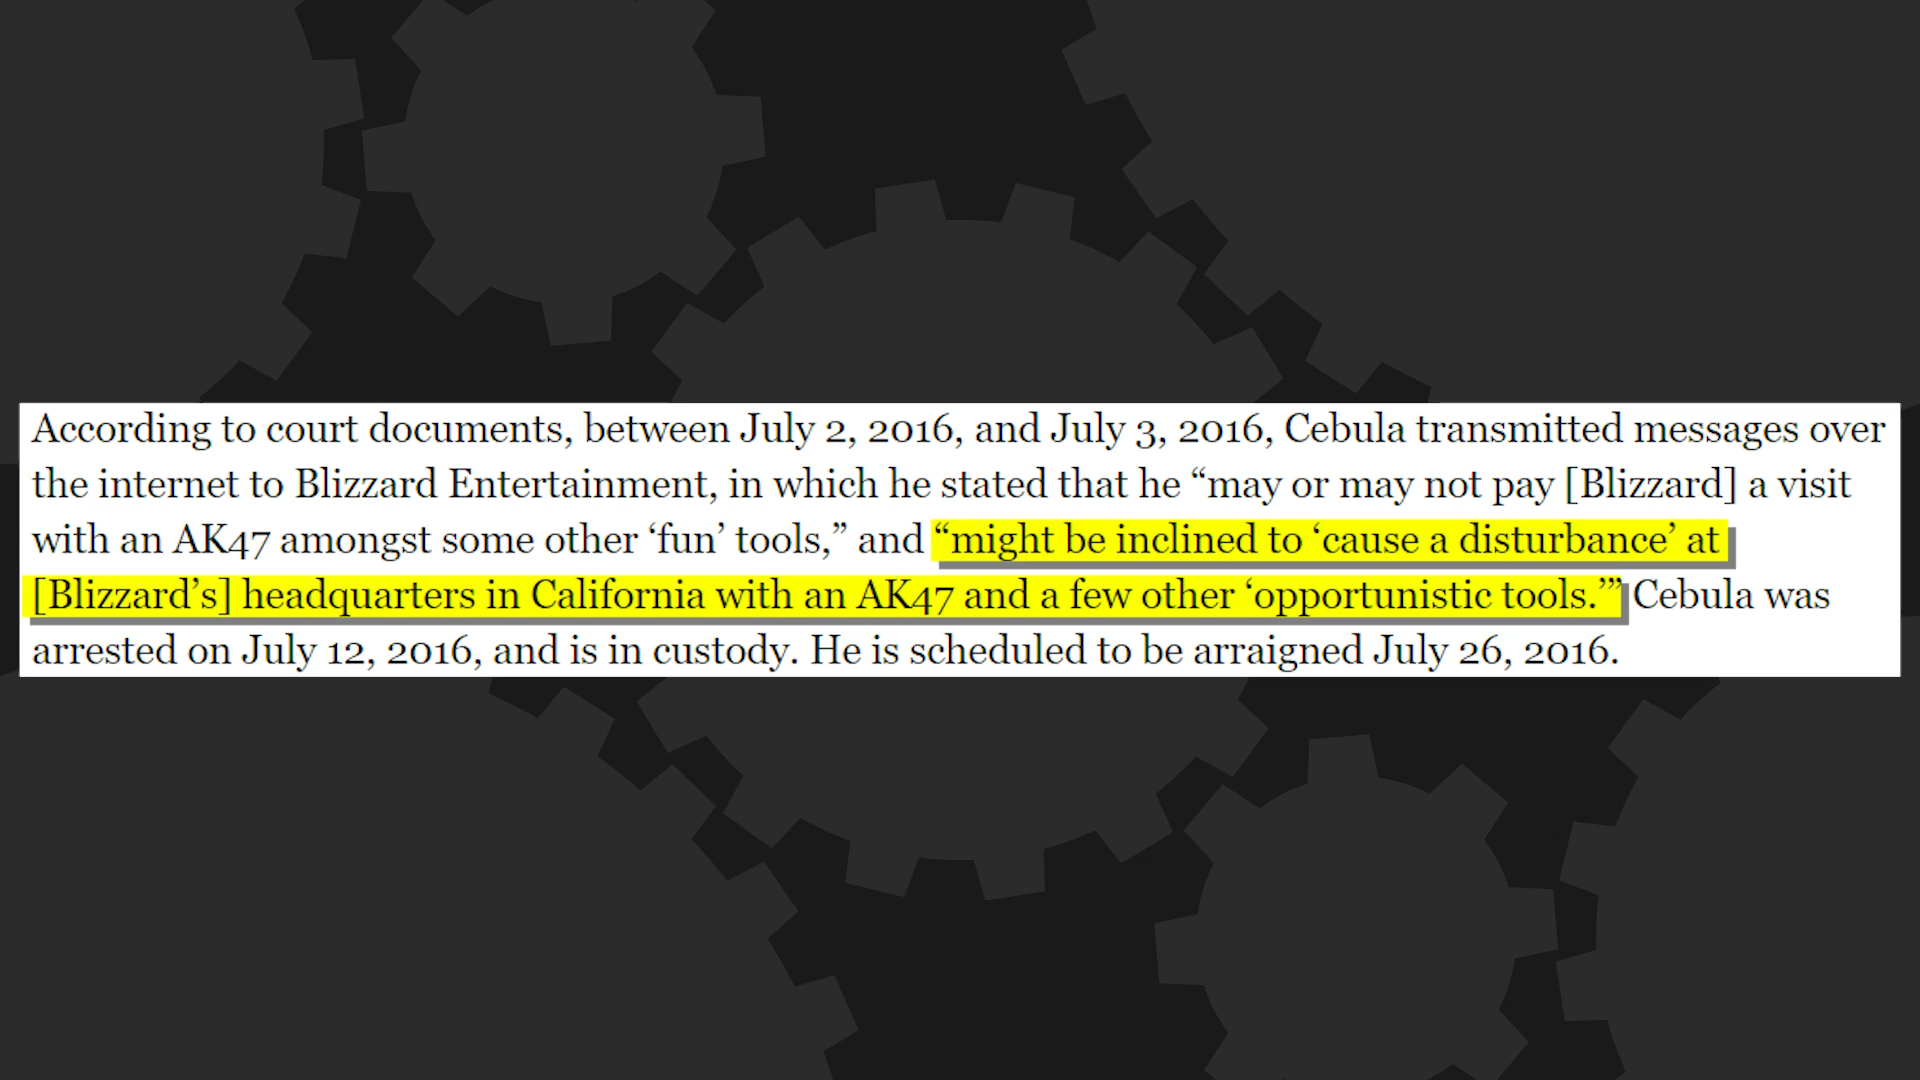 According to court documents, between July 2, 2016, and July 3, 2016, Cebula transmitted messages over
the internet to Blizzard Entertainment, in which he stated that he “may or may not pay [Blizzard] a visit
with an AK47 amongst some other ‘fun’ tools,” and “might be inclined to ‘cause a disturbance’ at
[Blizzard’s] headquarters in California with an AK47 and a few other ‘opportunistic tools.’” Cebula was
arrested on July 12, 2016, and is in custody. He is scheduled to be arraigned July 26, 2016.